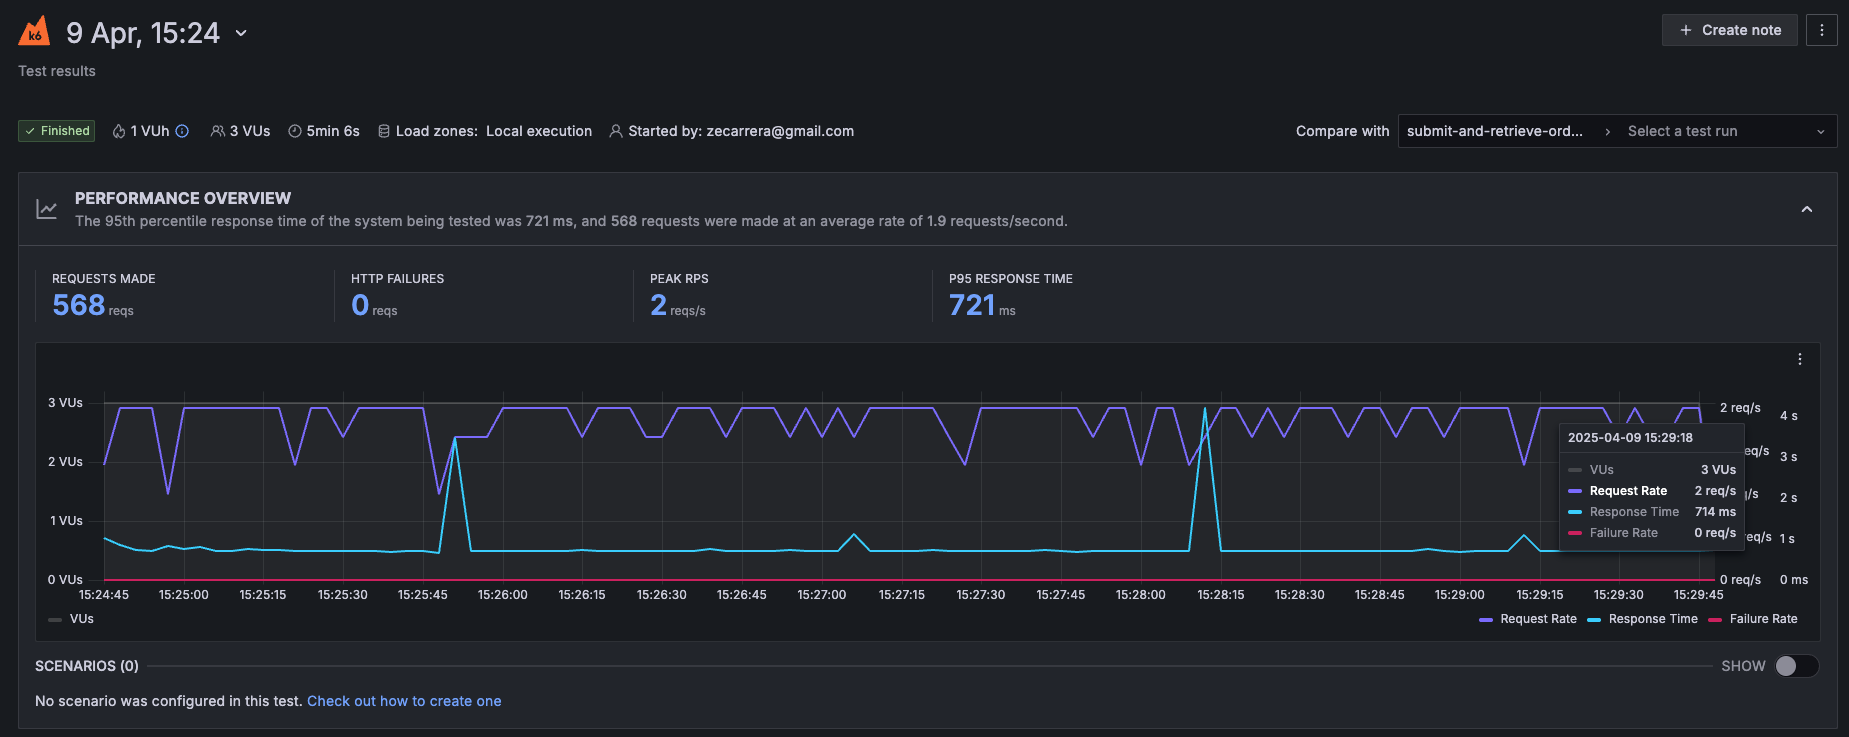 k6
9 Apr, 15:24
Create note
Test results
Finished
1 VUh
3 VUs
5min 6s
Load zones: Local execution
Started by: zecarrera@gmail.com
Compare with
submit-and-retrieve-ord...
Select a test run
PERFORMANCE OVERVIEW
The 95th percentile response time of the system being tested was 721 ms, and 568 requests were made at an average rate of 1.9 requests/second.
REQUESTS MADE
568 reqs
HTTP FAILURES
0 reqs
PEAK RPS
2 reqs/s
P95 RESPONSE TIME
721 ms
3 VUs
2 VUs
1 VUs
0 VUs
2 req/s
0 req/s
4 s
3 s
2 s
1 s
0 ms
2025-04-09 15:29:18
VUs 3 VUs
Request Rate 2 req/s
Response Time 714 ms
Failure Rate 0 req/s
15:24:45 15:25:00 15:25:15 15:25:30 15:25:45 15:26:00 15:26:15 15:26:30 15:26:45 15:27:00 15:27:15 15:27:30 15:27:45 15:28:00 15:28:15 15:28:30 15:28:45 15:29:00 15:29:15 15:29:30 15:29:45
VUs
Request Rate Response Time Failure Rate
SCENARIOS (0)
SHOW
No scenario was configured in this test. Check out how to create one